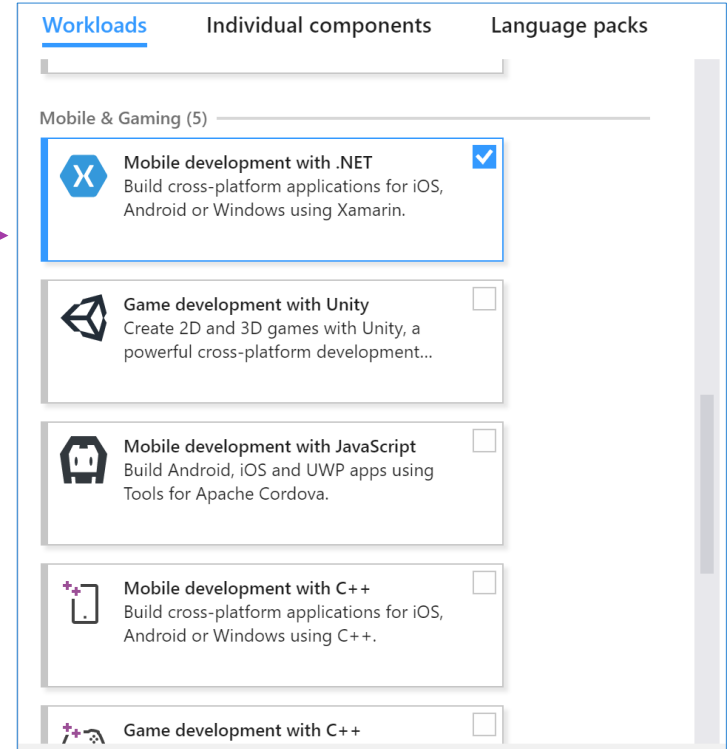 Workloads Individual components Language packs
Mobile & Gaming (5)
Mobile development with .NET
Build cross-platform applications for iOS,
Android or Windows using Xamarin.
Game development with Unity
Create 2D and 3D games with Unity, a
powerful cross-platform development...
Mobile development with JavaScript
Build Android, iOS and UWP apps using
Tools for Apache Cordova.
Mobile development with C++
Build cross-platform applications for iOS,
Android or Windows using C++.
Game development with C++